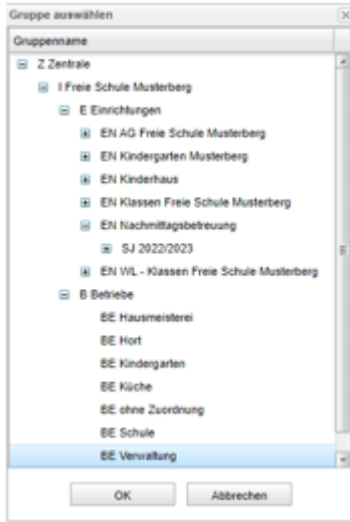 Gruppe auswählen
Gruppenname
Z Zentrale
I Freie Schule Musterberg
E Einrichtungen
EN AG Freie Schule Musterberg
EN Kindergarten Musterberg
EN Kinderhaus
EN Klassen Freie Schule Musterberg
EN Nachmittagsbetreuung
SJ 2022/2023
EN WL - Klassen Freie Schule Musterberg
B Betriebe
BE Hausmeisterei
BE Hort
BE Kindergarten
BE Küche
BE ohne Zuordnung
BE Schule
BE Verwaltung
OK Abbrechen